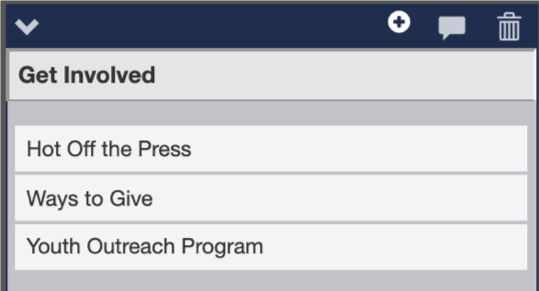 Get Involved
Hot Off the Press
Ways to Give
Youth Outreach Program